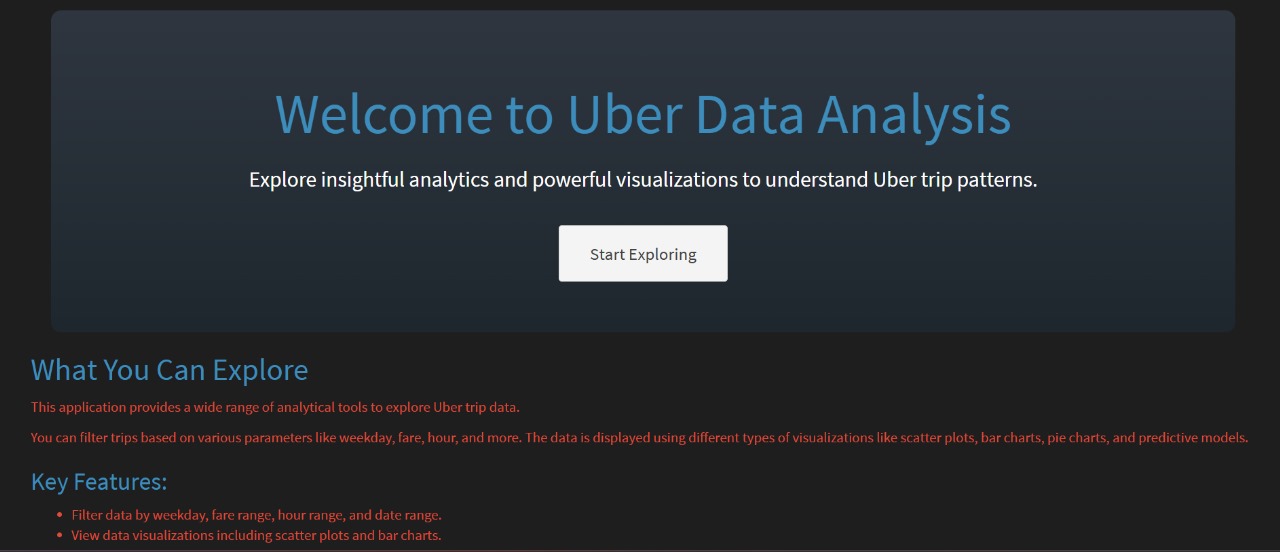 Welcome to Uber Data Analysis
Explore insightful analytics and powerful visualizations to understand Uber trip patterns.
Start Exploring
What You Can Explore
This application provides a wide range of analytical tools to explore Uber trip data.
You can filter trips based on various parameters like weekday, fare, hour, and more. The data is displayed using different types of visualizations like scatter plots, bar charts, pie charts, and predictive models.
Key Features:
• Filter data by weekday, fare range, hour range, and date range.
• View data visualizations including scatter plots and bar charts.